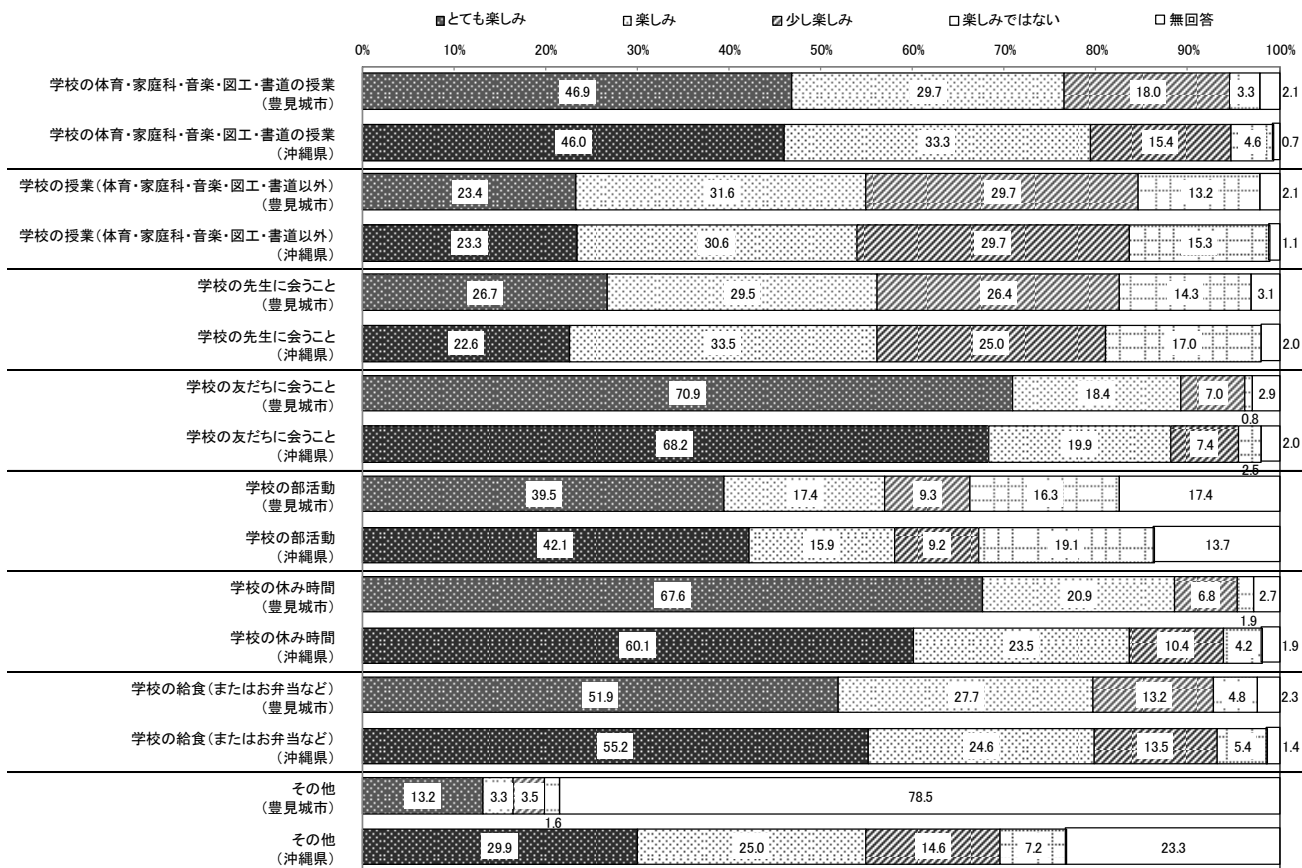 とても楽しみ 楽しみ 少し楽しみ 楽しみではない 無回答
0% 10% 20% 30% 40% 50% 60% 70% 80% 90% 100%
学校の体育・家庭科・音楽・図工・書道の授業
(豊見城市)
46.9 29.7 18.0 3.3 2.1
学校の体育・家庭科・音楽・図工・書道の授業
(沖縄県)
46.0 33.3 15.4 4.6 0.7
学校の授業(体育・家庭科・音楽・図工・書道以外)
(豊見城市)
23.4 31.6 29.7 13.2 2.1
学校の授業(体育・家庭科・音楽・図工・書道以外)
(沖縄県)
23.3 30.6 29.7 15.3 1.1
学校の先生に会うこと
(豊見城市)
26.7 29.5 26.4 14.3 3.1
学校の先生に会うこと
(沖縄県)
22.6 33.5 25.0 17.0 2.0
学校の友だちに会うこと
(豊見城市)
70.9 18.4 7.0 0.8 2.9
学校の友だちに会うこと
(沖縄県)
68.2 19.9 7.4 2.5 2.0
学校の部活動
(豊見城市)
39.5 17.4 9.3 16.3 17.4
学校の部活動
(沖縄県)
42.1 15.9 9.2 19.1 13.7
学校の休み時間
(豊見城市)
67.6 20.9 6.8 1.9 2.7
学校の休み時間
(沖縄県)
60.1 23.5 10.4 4.2 1.9
学校の給食(またはお弁当など)
(豊見城市)
51.9 27.7 13.2 4.8 2.3
学校の給食(またはお弁当など)
(沖縄県)
55.2 24.6 13.5 5.4 1.4
その他
(豊見城市)
13.2 3.3 3.5 1.6 78.5
その他
(沖縄県)
29.9 25.0 14.6 7.2 23.3